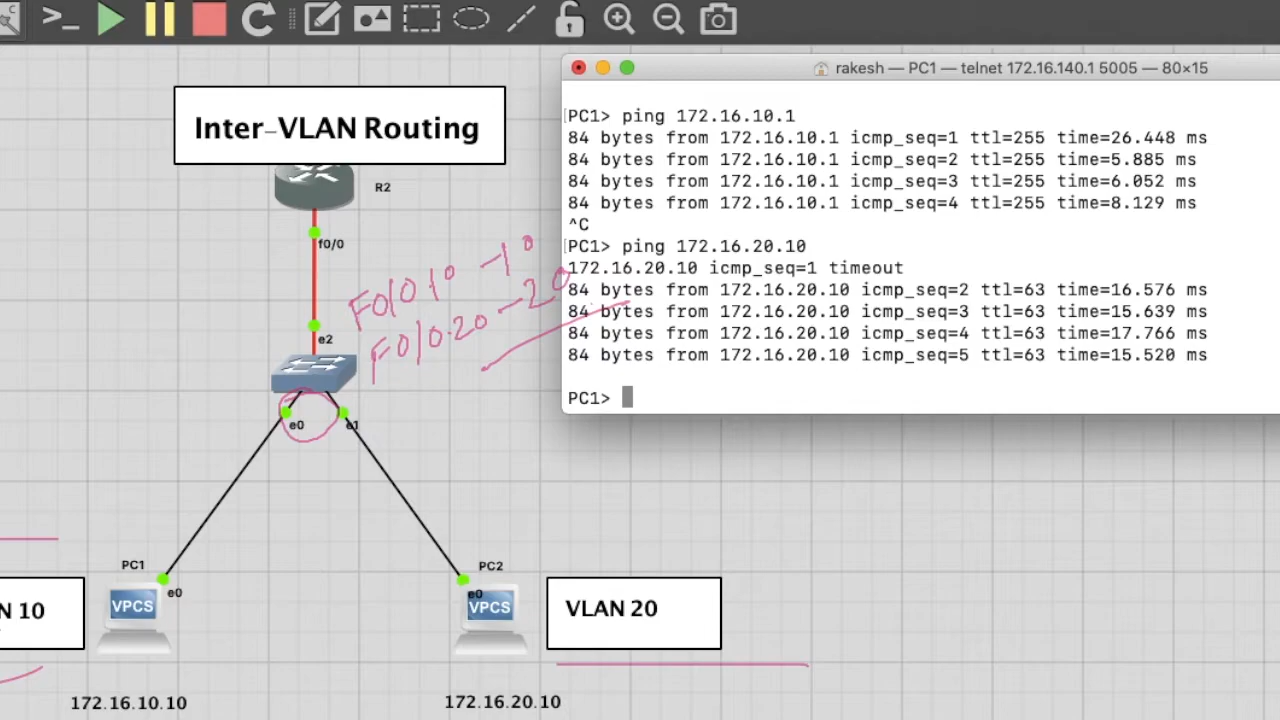 rakesh — PC1 — telnet 172.16.140.1 5005 — 80×15
Inter-VLAN Routing
R2
f0/0
F0/0 10 - 10
F0/0.20 - 20
e2
e0
e1
PC1> ping 172.16.10.1
84 bytes from 172.16.10.1 icmp_seq=1 ttl=255 time=26.448 ms
84 bytes from 172.16.10.1 icmp_seq=2 ttl=255 time=5.885 ms
84 bytes from 172.16.10.1 icmp_seq=3 ttl=255 time=6.052 ms
84 bytes from 172.16.10.1 icmp_seq=4 ttl=255 time=8.129 ms
^C
PC1> ping 172.16.20.10
172.16.20.10 icmp_seq=1 timeout
84 bytes from 172.16.20.10 icmp_seq=2 ttl=63 time=16.576 ms
84 bytes from 172.16.20.10 icmp_seq=3 ttl=63 time=15.639 ms
84 bytes from 172.16.20.10 icmp_seq=4 ttl=63 time=17.766 ms
84 bytes from 172.16.20.10 icmp_seq=5 ttl=63 time=15.520 ms
PC1>
PC1
e0
VPCS
N 10
172.16.10.10
PC2
e0
VPCS
VLAN 20
172.16.20.10